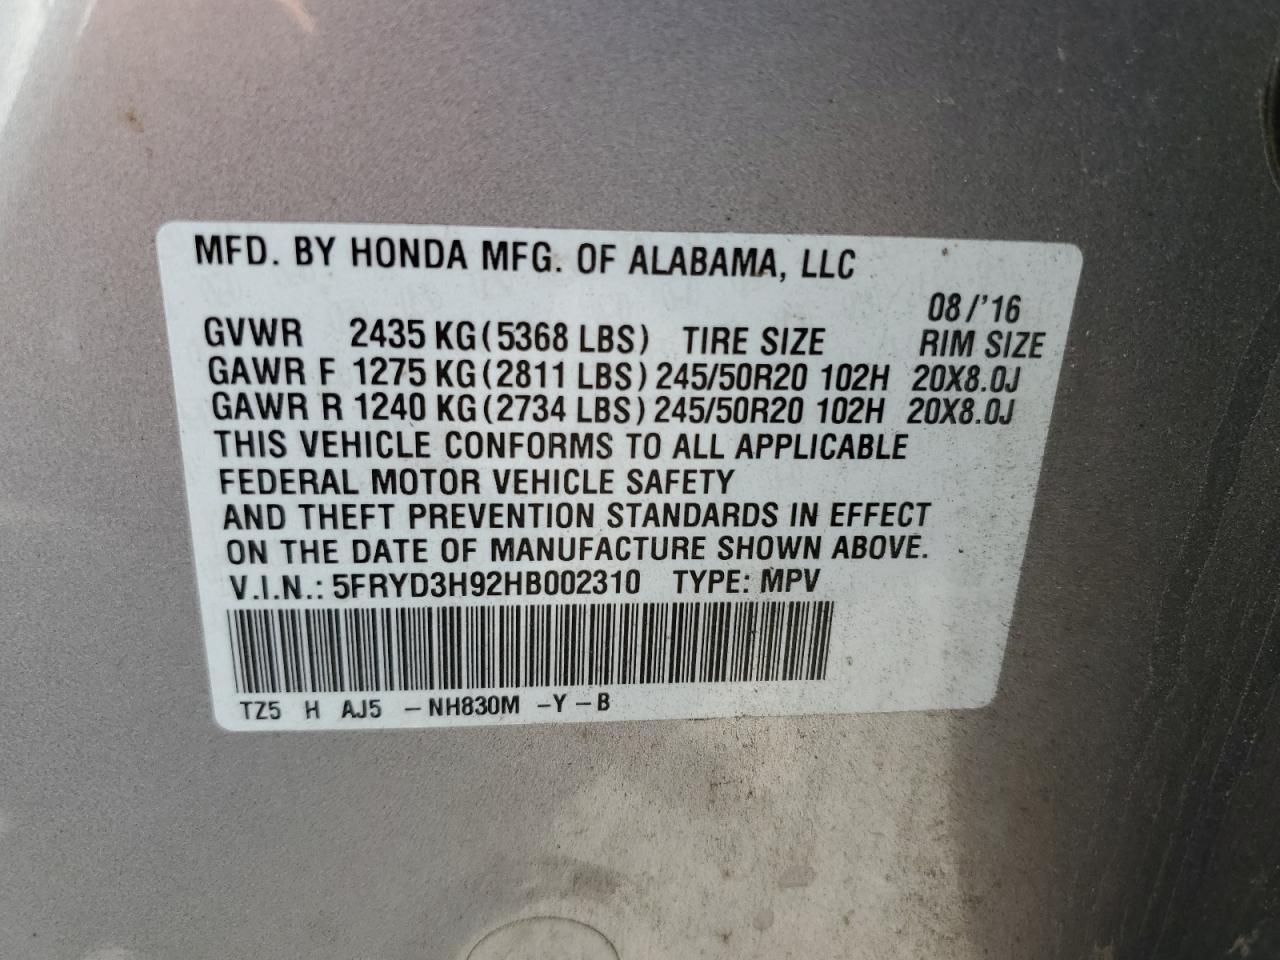 MFD. BY HONDA MFG. OF ALABAMA, LLC
08/'16
GVWR 2435 KG (5368 LBS) TIRE SIZE RIM SIZE
GAWR F 1275 KG (2811 LBS) 245/50R20 102H 20X8.0J
GAWR R 1240 KG (2734 LBS) 245/50R20 102H 20X8.0J
THIS VEHICLE CONFORMS TO ALL APPLICABLE
FEDERAL MOTOR VEHICLE SAFETY
AND THEFT PREVENTION STANDARDS IN EFFECT
ON THE DATE OF MANUFACTURE SHOWN ABOVE.
V.I.N.: 5FRYD3H92HB002310 TYPE: MPV
TZ5 H AJ5 -NH830M -Y-B